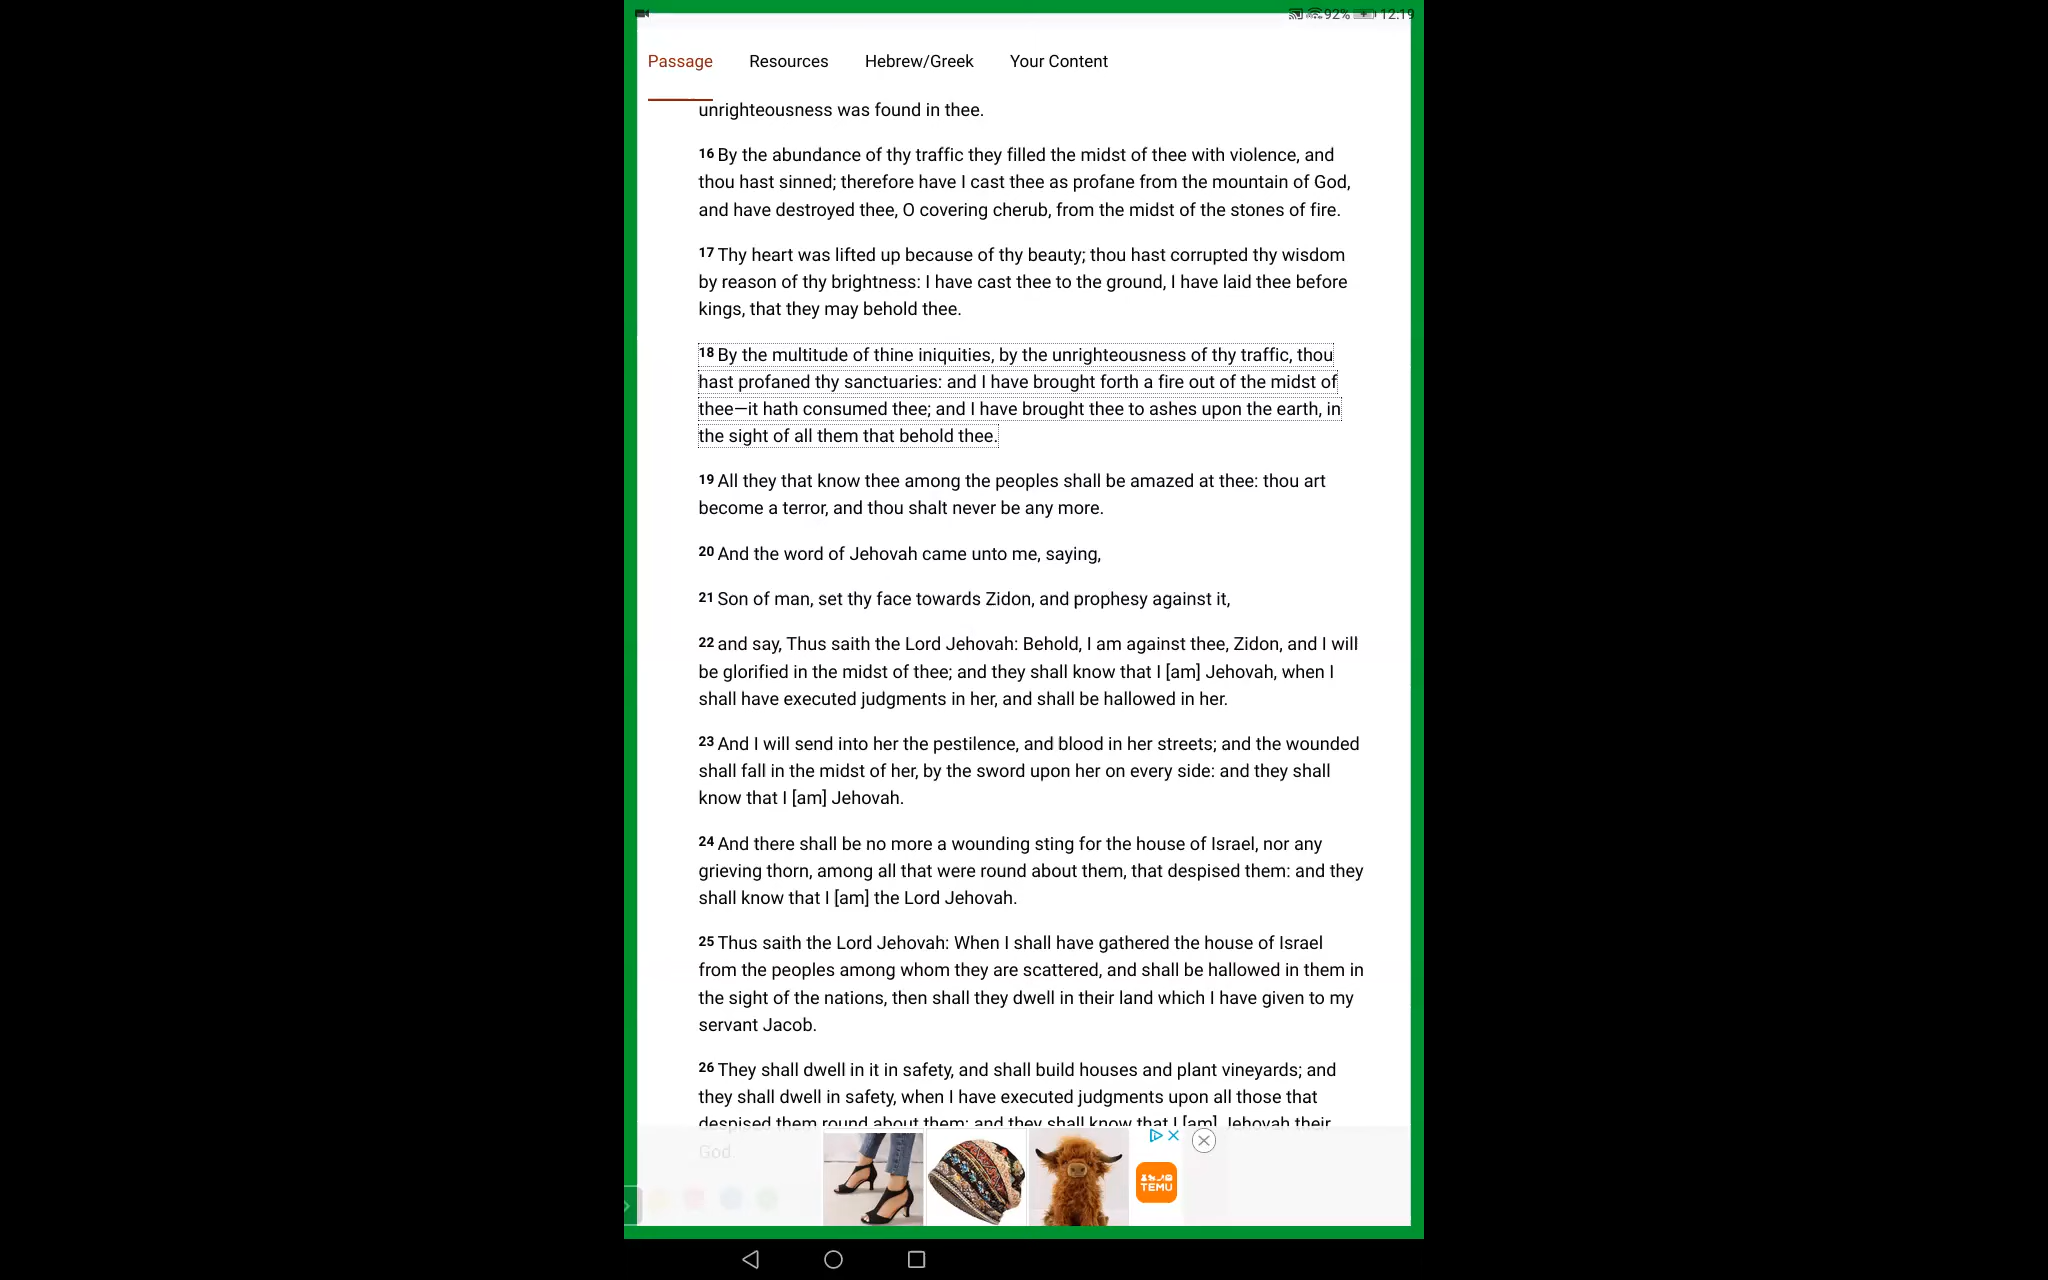 92% 12:19
Passage Resources Hebrew/Greek Your Content
unrighteousness was found in thee.
16 By the abundance of thy traffic they filled the midst of thee with violence, and
thou hast sinned; therefore have I cast thee as profane from the mountain of God,
and have destroyed thee, O covering cherub, from the midst of the stones of fire.
17 Thy heart was lifted up because of thy beauty; thou hast corrupted thy wisdom
by reason of thy brightness: I have cast thee to the ground, I have laid thee before
kings, that they may behold thee.
18 By the multitude of thine iniquities, by the unrighteousness of thy traffic, thou
hast profaned thy sanctuaries: and I have brought forth a fire out of the midst of
thee—it hath consumed thee; and I have brought thee to ashes upon the earth, in
the sight of all them that behold thee.
19 All they that know thee among the peoples shall be amazed at thee: thou art
become a terror, and thou shalt never be any more.
20 And the word of Jehovah came unto me, saying,
21 Son of man, set thy face towards Zidon, and prophesy against it,
22 and say, Thus saith the Lord Jehovah: Behold, I am against thee, Zidon, and I will
be glorified in the midst of thee; and they shall know that I [am] Jehovah, when I
shall have executed judgments in her, and shall be hallowed in her.
23 And I will send into her the pestilence, and blood in her streets; and the wounded
shall fall in the midst of her, by the sword upon her on every side: and they shall
know that I [am] Jehovah.
24 And there shall be no more a wounding sting for the house of Israel, nor any
grieving thorn, among all that were round about them, that despised them: and they
shall know that I [am] the Lord Jehovah.
25 Thus saith the Lord Jehovah: When I shall have gathered the house of Israel
from the peoples among whom they are scattered, and shall be hallowed in them in
the sight of the nations, then shall they dwell in their land which I have given to my
servant Jacob.
26 They shall dwell in it in safety, and shall build houses and plant vineyards; and
they shall dwell in safety, when I have executed judgments upon all those that
despised them round about them: and they shall know that I [am] Jehovah their
God.
TEMU